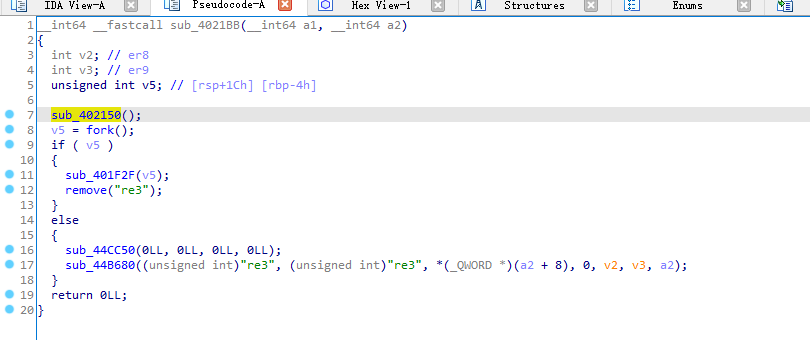 IDA View-A Pseudocode-A Hex View-1 Structures Enums
1 __int64 __fastcall sub_4021BB(__int64 a1, __int64 a2)
2 {
3 int v2; // er8
4 int v3; // er9
5 unsigned int v5; // [rsp+1Ch] [rbp-4h]
6
7 sub_402150();
8 v5 = fork();
9 if ( v5 )
10 {
11 sub_401F2F(v5);
12 remove("re3");
13 }
14 else
15 {
16 sub_44CC50(0LL, 0LL, 0LL, 0LL);
17 sub_44B680((unsigned int)"re3", (unsigned int)"re3", *(_QWORD *)(a2 + 8), 0, v2, v3, a2);
18 }
19 return 0LL;
20 }